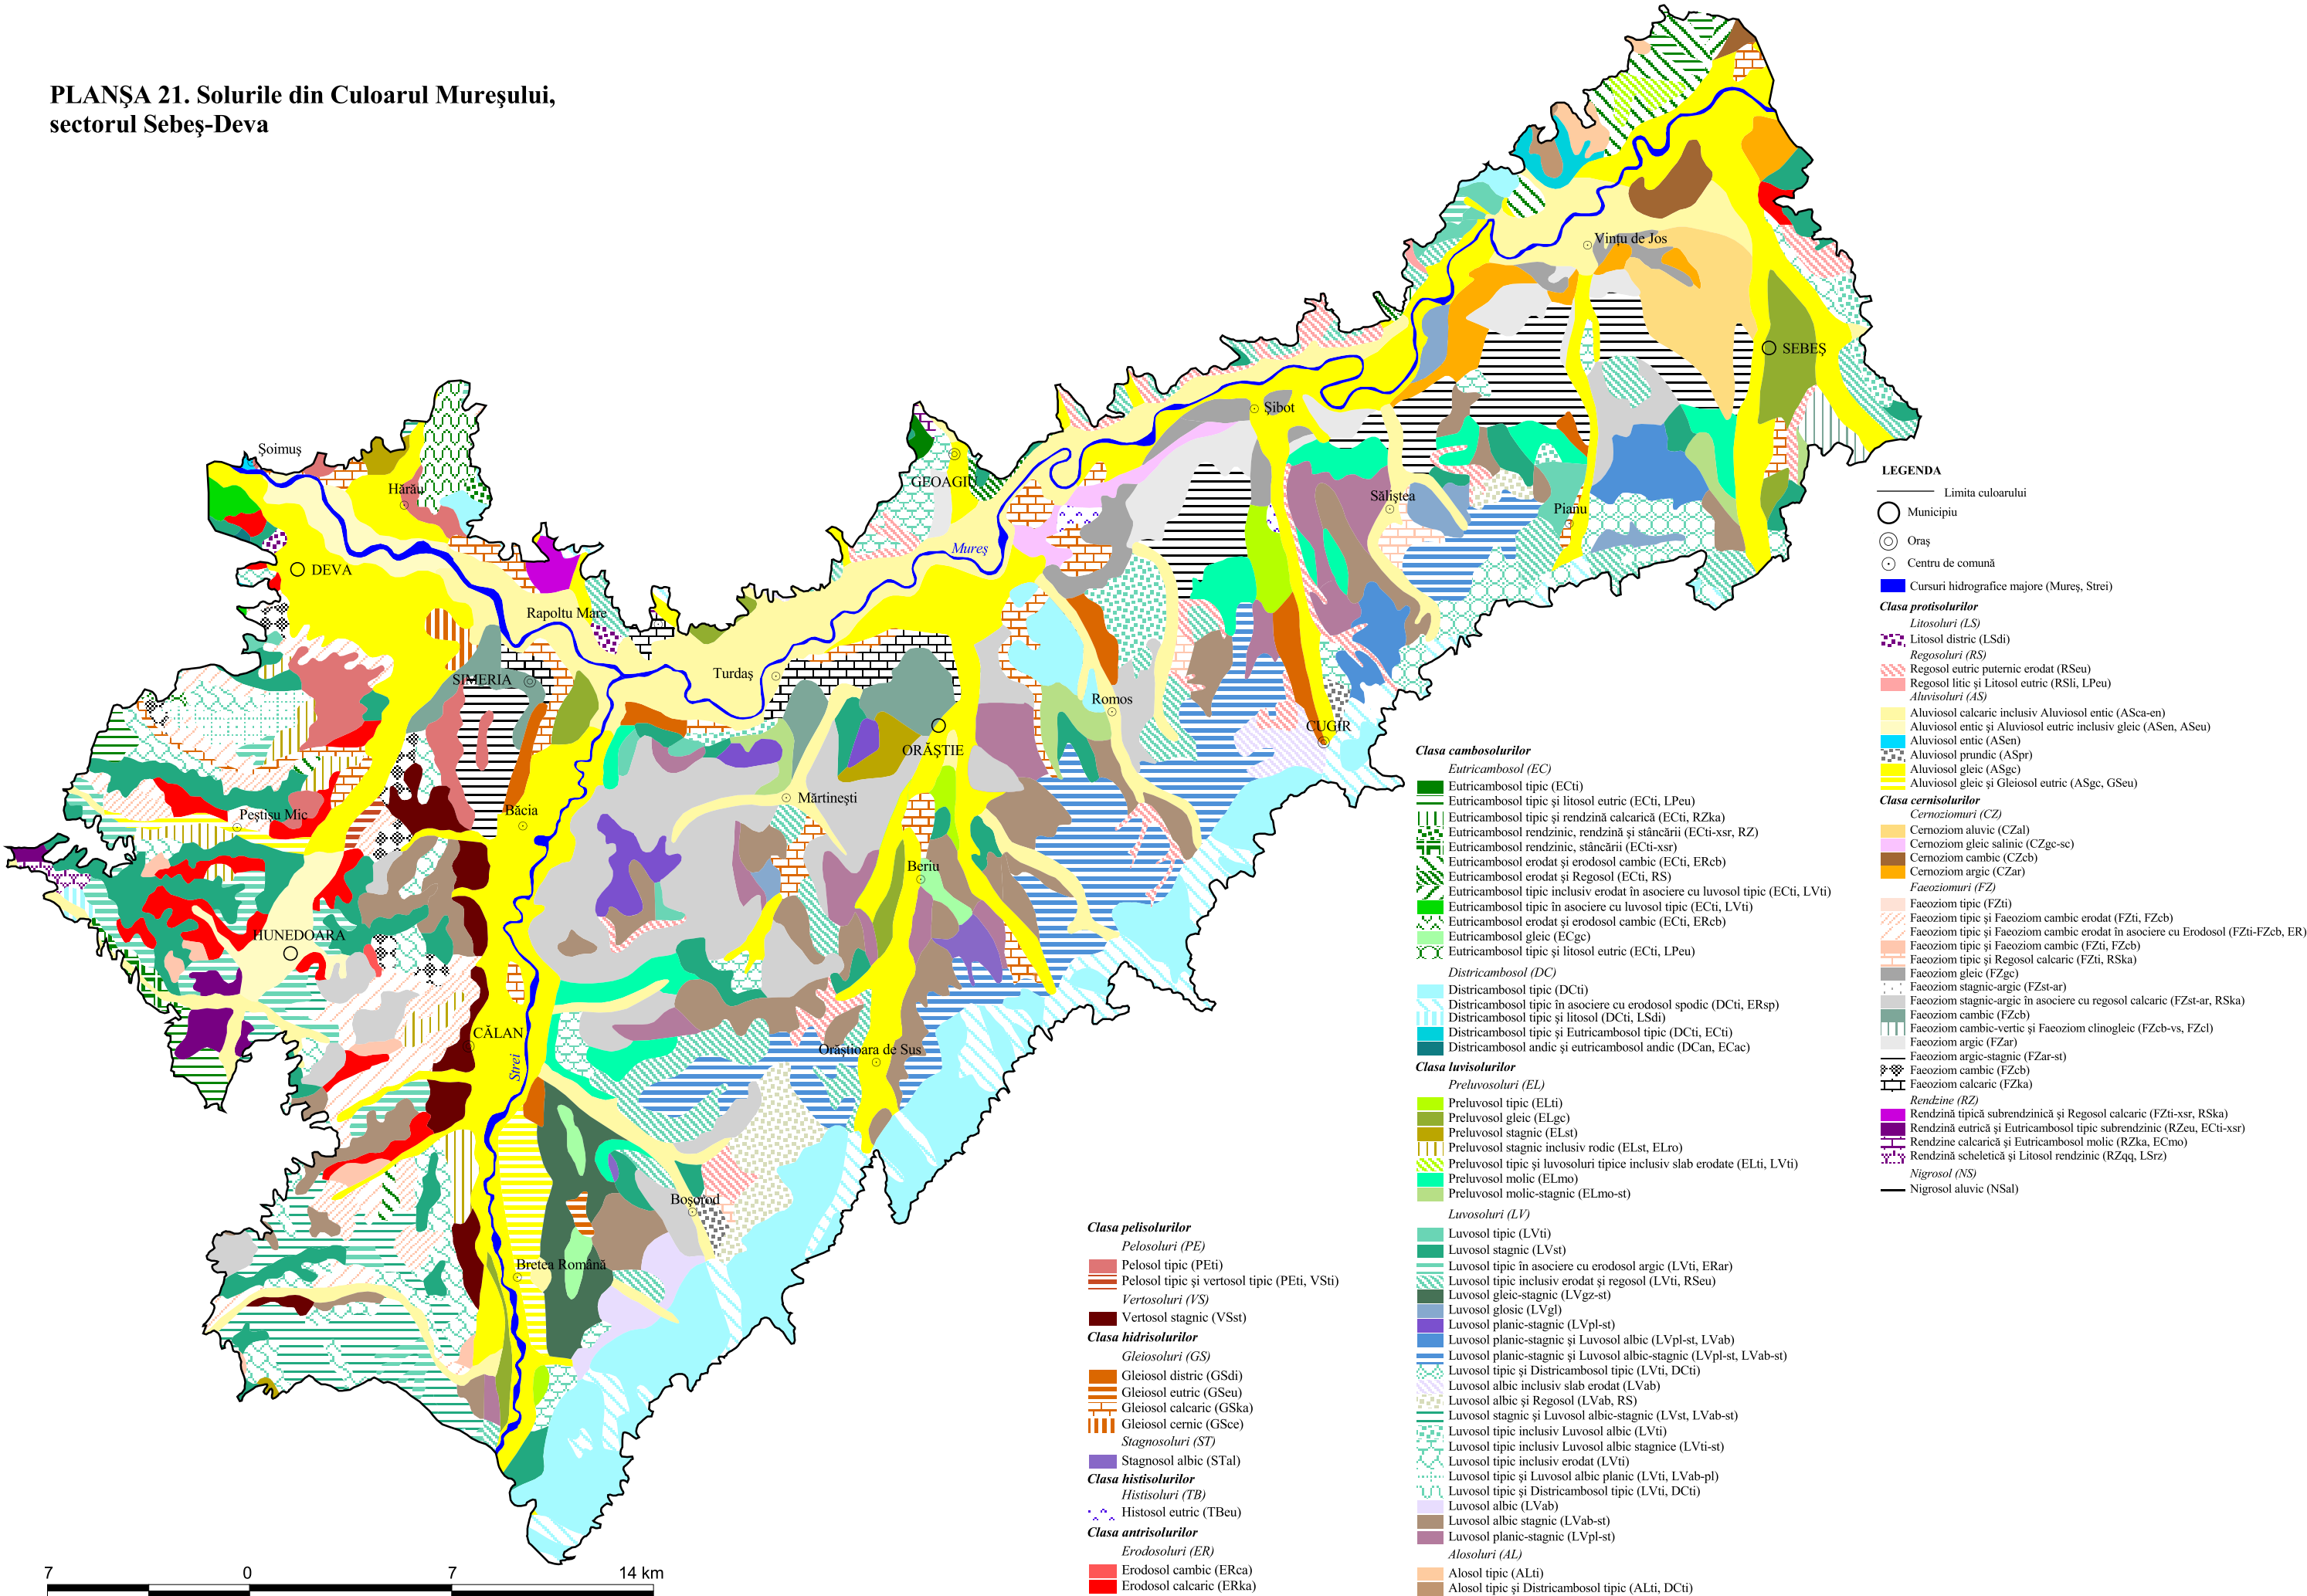 PLANŞA 21. Solurile din Culoarul Mureşului,
sectorul Sebeş-Deva
Vinţu de Jos
SEBEŞ
Şibot
Şoimuş
Hărău
GEOAGIU
Săliştea
Pianu
Mureş
DEVA
Rapoltu Mare
SIMERIA
Turdaş
Romos
ORĂŞTIE
CUGIR
Mărtineşti
Băcia
Peştişu Mic
Beriu
HUNEDOARA
CĂLAN
Strei
Orăştioara de Sus
Boşorod
Bretea Română
7 0 7 14 km
LEGENDA
Limita culoarului
Municipiu
Oraş
Centru de comună
Cursuri hidrografice majore (Mureş, Strei)
Clasa protisolurilor
Litosoluri (LS)
Litosol distric (LSdi)
Regosoluri (RS)
Regosol eutric puternic erodat (RSeu)
Regosol litic şi Litosol eutric (RSli, LPeu)
Aluvisoluri (AS)
Aluviosol calcaric inclusiv Aluviosol entic (ASca-en)
Aluviosol entic şi Aluviosol eutric inclusiv gleic (ASen, ASeu)
Aluviosol entic (ASen)
Aluviosol prundic (ASpr)
Aluviosol gleic (ASgc)
Aluviosol gleic şi Gleiosol eutric (ASgc, GSeu)
Clasa cernisolurilor
Cernoziomuri (CZ)
Cernoziom aluvic (CZal)
Cernoziom gleic salinic (CZgc-sc)
Cernoziom cambic (CZcb)
Cernoziom argic (CZar)
Faeoziomuri (FZ)
Faeoziom tipic (FZti)
Faeoziom tipic şi Faeoziom cambic erodat (FZti, FZcb)
Faeoziom tipic şi Faeoziom cambic erodat în asociere cu Erodosol (FZti-FZcb, ER)
Faeoziom tipic şi Faeoziom cambic (FZti, FZcb)
Faeoziom tipic şi Regosol calcaric (FZti, RSka)
Faeoziom gleic (FZgc)
Faeoziom stagnic-argic (FZst-ar)
Faeoziom stagnic-argic în asociere cu regosol calcaric (FZst-ar, RSka)
Faeoziom cambic (FZcb)
Faeoziom cambic-vertic şi Faeoziom clinogleic (FZcb-vs, FZcl)
Faeoziom argic (FZar)
Faeoziom argic-stagnic (FZar-st)
Faeoziom cambic (FZcb)
Faeoziom calcaric (FZka)
Rendzine (RZ)
Rendzină tipică subrendzinică şi Regosol calcaric (FZti-xsr, RSka)
Rendzină eutrică şi Eutricambosol tipic subrendzinic (RZeu, ECti-xsr)
Rendzine calcarică şi Eutricambosol molic (RZka, ECmo)
Rendzină scheletică şi Litosol rendzinic (RZqq, LSrz)
Nigrosol (NS)
Nigrosol aluvic (NSal)
Clasa cambosolurilor
Eutricambosol (EC)
Eutricambosol tipic (ECti)
Eutricambosol tipic şi litosol eutric (ECti, LPeu)
Eutricambosol tipic şi rendzină calcarică (ECti, RZka)
Eutricambosol rendzinic, rendzină şi stâncării (ECti-xsr, RZ)
Eutricambosol rendzinic, stâncării (ECti-xsr)
Eutricambosol erodat şi erodosol cambic (ECti, ERcb)
Eutricambosol erodat şi Regosol (ECti, RS)
Eutricambosol tipic inclusiv erodat în asociere cu luvosol tipic (ECti, LVti)
Eutricambosol tipic în asociere cu luvosol tipic (ECti, LVti)
Eutricambosol erodat şi erodosol cambic (ECti, ERcb)
Eutricambosol gleic (ECgc)
Eutricambosol tipic şi litosol eutric (ECti, LPeu)
Districambosol (DC)
Districambosol tipic (DCti)
Districambosol tipic în asociere cu erodosol spodic (DCti, ERsp)
Districambosol tipic şi litosol (DCti, LSdi)
Districambosol tipic şi Eutricambosol tipic (DCti, ECti)
Districambosol andic şi eutricambosol andic (DCan, ECac)
Clasa luvisolurilor
Preluvosoluri (EL)
Preluvosol tipic (ELti)
Preluvosol gleic (ELgc)
Preluvosol stagnic (ELst)
Preluvosol stagnic inclusiv rodic (ELst, ELro)
Preluvosol tipic şi luvosoluri tipice inclusiv slab erodate (ELti, LVti)
Preluvosol molic (ELmo)
Preluvosol molic-stagnic (ELmo-st)
Luvosoluri (LV)
Luvosol tipic (LVti)
Luvosol stagnic (LVst)
Luvosol tipic în asociere cu erodosol argic (LVti, ERar)
Luvosol tipic inclusiv erodat şi regosol (LVti, RSeu)
Luvosol gleic-stagnic (LVgz-st)
Luvosol glosic (LVgl)
Luvosol planic-stagnic (LVpl-st)
Luvosol planic-stagnic şi Luvosol albic (LVpl-st, LVab)
Luvosol planic-stagnic şi Luvosol albic-stagnic (LVpl-st, LVab-st)
Luvosol tipic şi Districambosol tipic (LVti, DCti)
Luvosol albic inclusiv slab erodat (LVab)
Luvosol albic şi Regosol (LVab, RS)
Luvosol stagnic şi Luvosol albic-stagnic (LVst, LVab-st)
Luvosol tipic inclusiv Luvosol albic (LVti)
Luvosol tipic inclusiv Luvosol albic stagnice (LVti-st)
Luvosol tipic inclusiv erodat (LVti)
Luvosol tipic şi Luvosol albic planic (LVti, LVab-pl)
Luvosol tipic şi Districambosol tipic (LVti, DCti)
Luvosol albic (LVab)
Luvosol albic stagnic (LVab-st)
Luvosol planic-stagnic (LVpl-st)
Alosoluri (AL)
Alosol tipic (ALti)
Alosol tipic şi Districambosol tipic (ALti, DCti)
Clasa pelisolurilor
Pelosoluri (PE)
Pelosol tipic (PEti)
Pelosol tipic şi vertosol tipic (PEti, VSti)
Vertosoluri (VS)
Vertosol stagnic (VSst)
Clasa hidrisolurilor
Gleiosoluri (GS)
Gleiosol distric (GSdi)
Gleiosol eutric (GSeu)
Gleiosol calcaric (GSka)
Gleiosol cernic (GSce)
Stagnosoluri (ST)
Stagnosol albic (STal)
Clasa histisolurilor
Histisoluri (TB)
Histosol eutric (TBeu)
Clasa antrisolurilor
Erodosoluri (ER)
Erodosol cambic (ERca)
Erodosol calcaric (ERka)